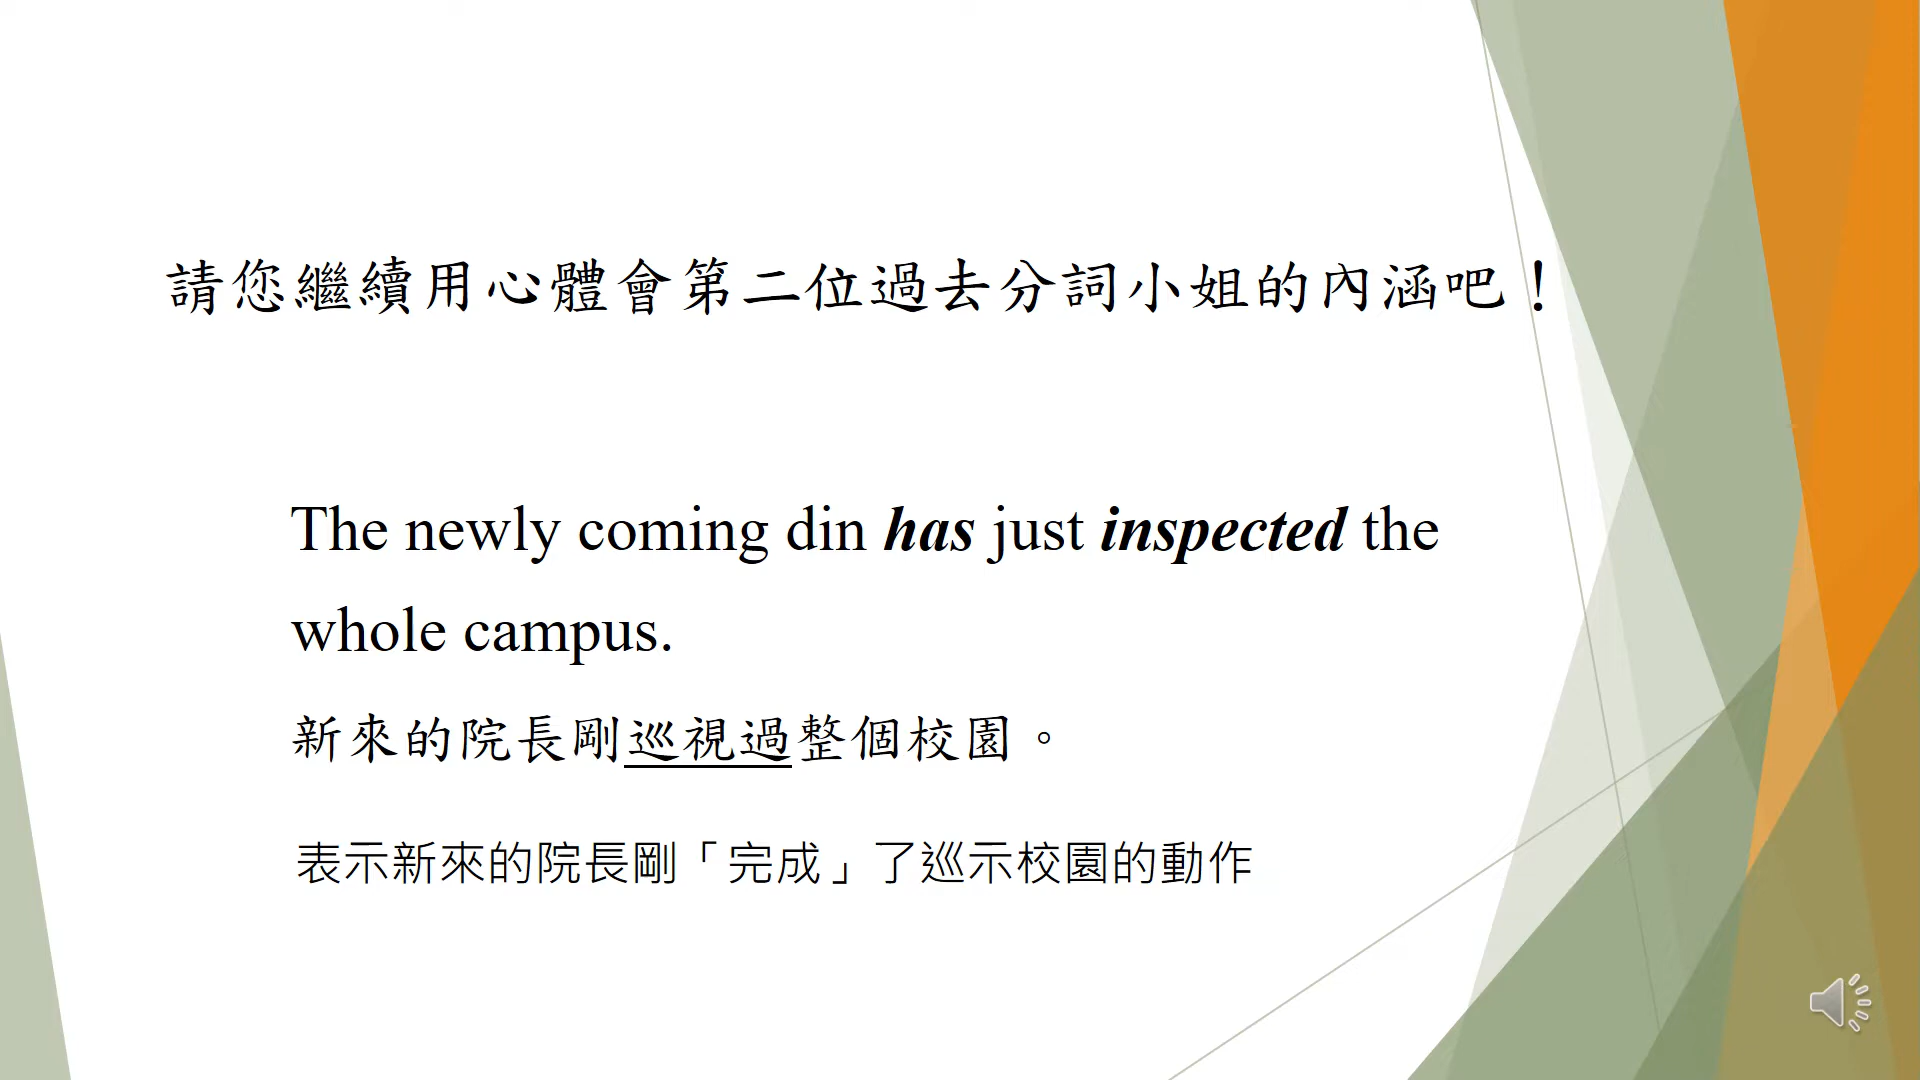 請您繼續用心體會第二位過去分詞小姐的內涵吧！
The newly coming din has just inspected the
whole campus.
新來的院長剛巡視過整個校園。
表示新來的院長剛「完成」了巡示校園的動作